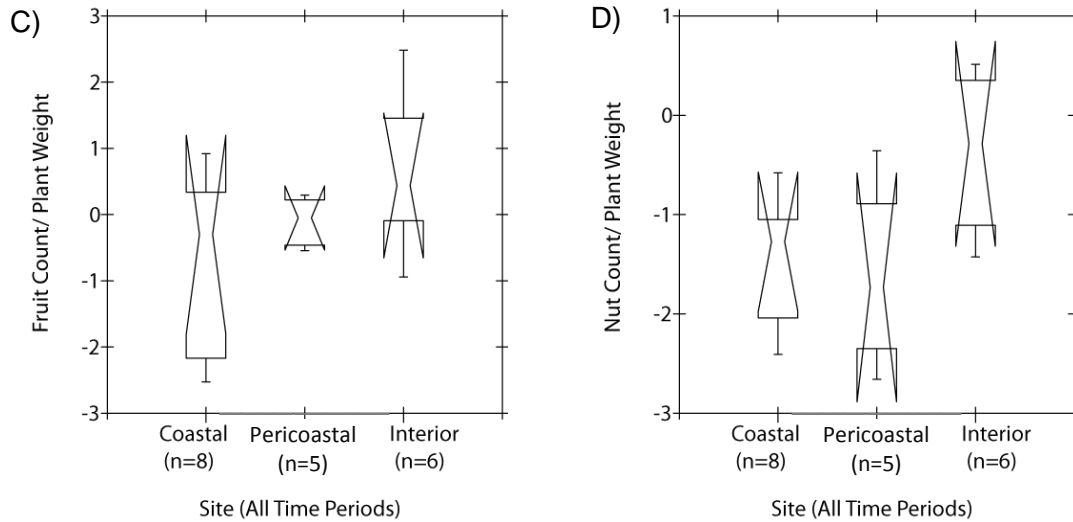 C)
Fruit Count/ Plant Weight
3
2
1
0
-1
-2
-3
Coastal
(n=8)
Pericoastal
(n=5)
Interior
(n=6)
Site (All Time Periods)
D)
Nut Count/ Plant Weight
1
0
-1
-2
-3
Coastal
(n=8)
Pericoastal
(n=5)
Interior
(n=6)
Site (All Time Periods)